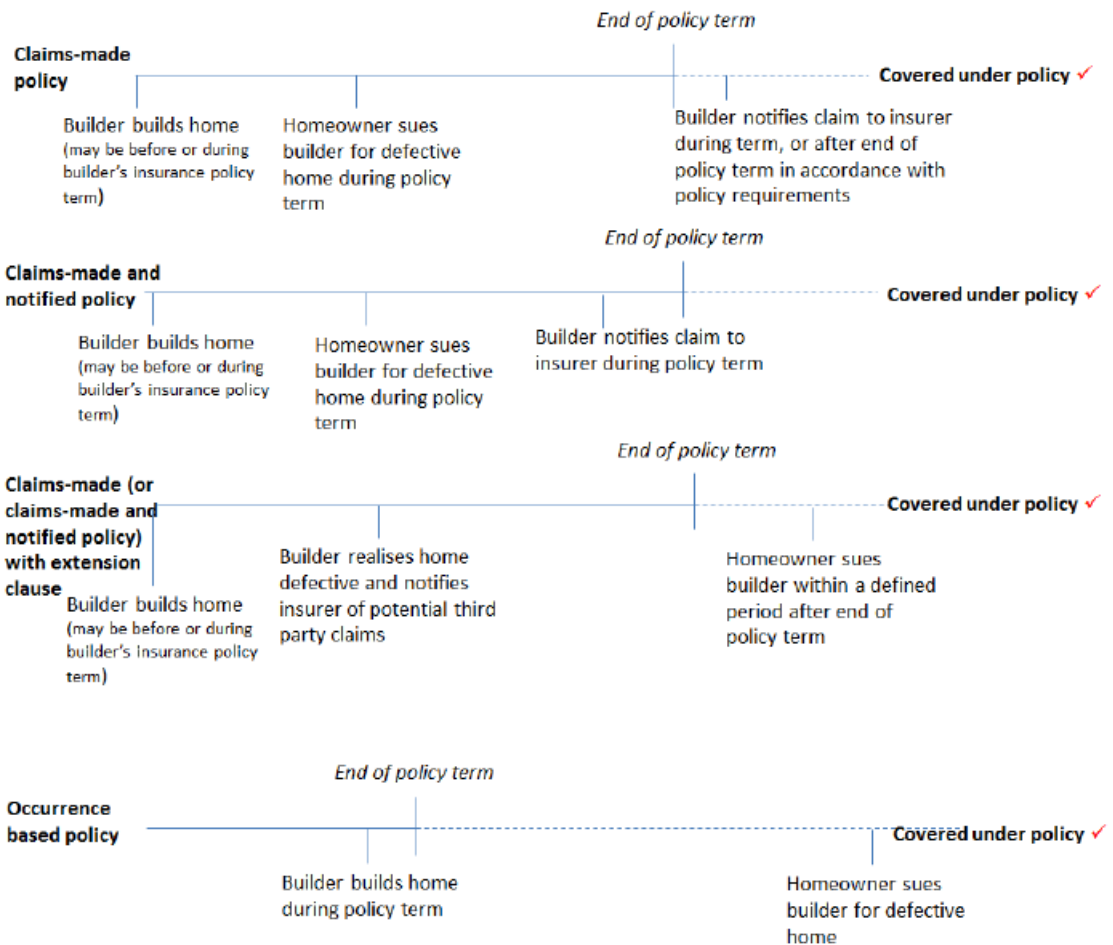 End of policy term
Claims-made
policy
Covered under policy ✓
Builder builds home
(may be before or during
builder's insurance policy
term)
Homeowner sues
builder for defective
home during policy
term
Builder notifies claim to insurer
during term, or after end of
policy term in accordance with
policy requirements
End of policy term
Claims-made and
notified policy
Covered under policy ✓
Builder builds home
(may be before or during
builder's insurance policy
term)
Homeowner sues
builder for defective
home during policy
term
Builder notifies claim to
insurer during policy term
End of policy term
Claims-made (or
claims-made and
notified policy)
with extension
clause
Covered under policy ✓
Builder builds home
(may be before or during
builder's insurance policy
term)
Builder realises home
defective and notifies
insurer of potential third
party claims
Homeowner sues
builder within a defined
period after end of
policy term
End of policy term
Occurrence
based policy
Covered under policy ✓
Builder builds home
during policy term
Homeowner sues
builder for defective
home